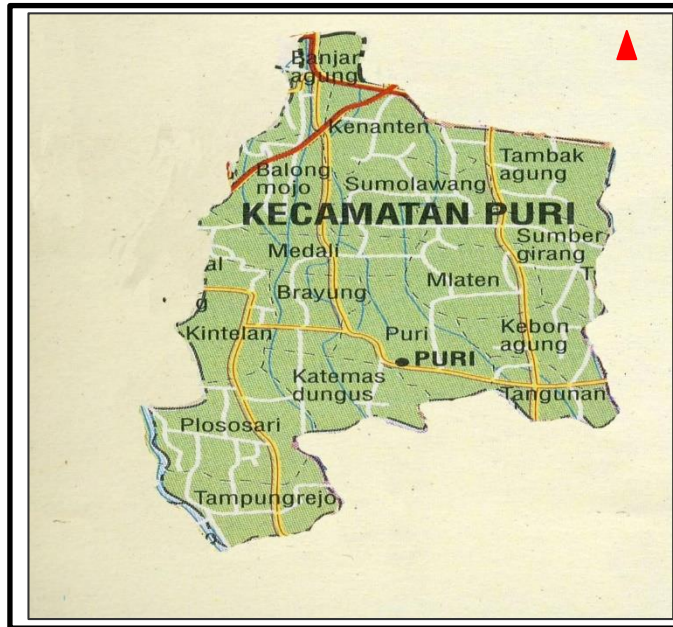 Banjar
agung
Kenanten
Balong
mojo
Tambak
agung
Sumolawang
KECAMATAN PURI
Sumber
girang
Medali
al
Mlaten
T
Brayung
g
Kintelan
Puri
Kebon
agung
PURI
Katemas
dungus
Tangunan
Plososari
Tampungrejo